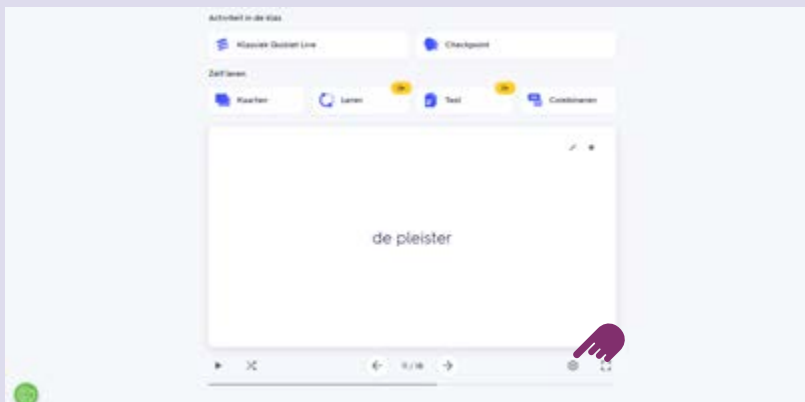 Activiteit in de klas
Klassiek Quizlet Live
Checkpoint
Zelf leren
Kaarten
Leren
Test
Combineren
de pleister